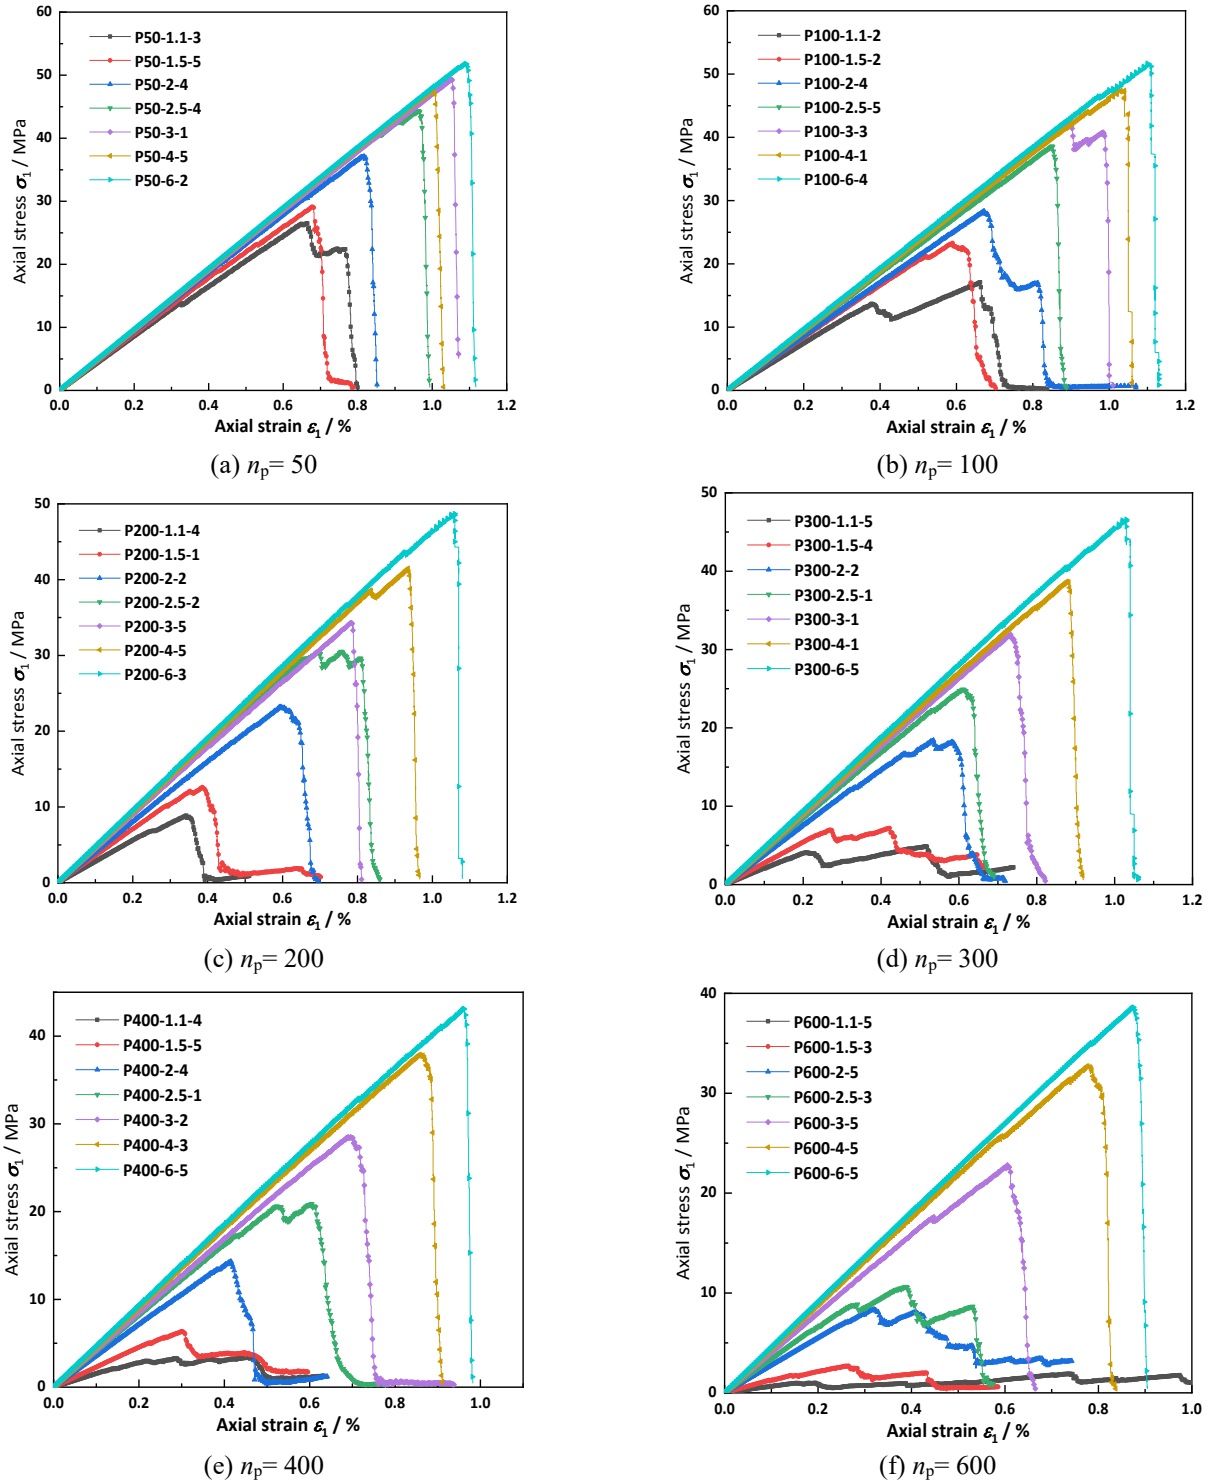 60
50
40
30
20
10
0
Axial stress σ1 / MPa
P50-1.1-3
P50-1.5-5
P50-2-4
P50-2.5-4
P50-3-1
P50-4-5
P50-6-2
0.0 0.2 0.4 0.6 0.8 1.0 1.2
Axial strain ε1 / %
(a) np= 50
60
50
40
30
20
10
0
Axial stress σ1 / MPa
P100-1.1-2
P100-1.5-2
P100-2-4
P100-2.5-5
P100-3-3
P100-4-1
P100-6-4
0.0 0.2 0.4 0.6 0.8 1.0 1.2
Axial strain ε1 / %
(b) np= 100
50
40
30
20
10
0
Axial stress σ1 / MPa
P200-1.1-4
P200-1.5-1
P200-2-2
P200-2.5-2
P200-3-5
P200-4-5
P200-6-3
0.0 0.2 0.4 0.6 0.8 1.0 1.2
Axial strain ε1 / %
(c) np= 200
50
40
30
20
10
0
Axial stress σ1 / MPa
P300-1.1-5
P300-1.5-4
P300-2-2
P300-2.5-1
P300-3-1
P300-4-1
P300-6-5
0.0 0.2 0.4 0.6 0.8 1.0 1.2
Axial strain ε1 / %
(d) np= 300
40
30
20
10
0
Axial stress σ1 / MPa
P400-1.1-4
P400-1.5-5
P400-2-4
P400-2.5-1
P400-3-2
P400-4-3
P400-6-5
0.0 0.2 0.4 0.6 0.8 1.0
Axial strain ε1 / %
(e) np= 400
40
30
20
10
0
Axial stress σ1 / MPa
P600-1.1-5
P600-1.5-3
P600-2-5
P600-2.5-3
P600-3-5
P600-4-5
P600-6-5
0.0 0.2 0.4 0.6 0.8 1.0
Axial strain ε1 / %
(f) np= 600